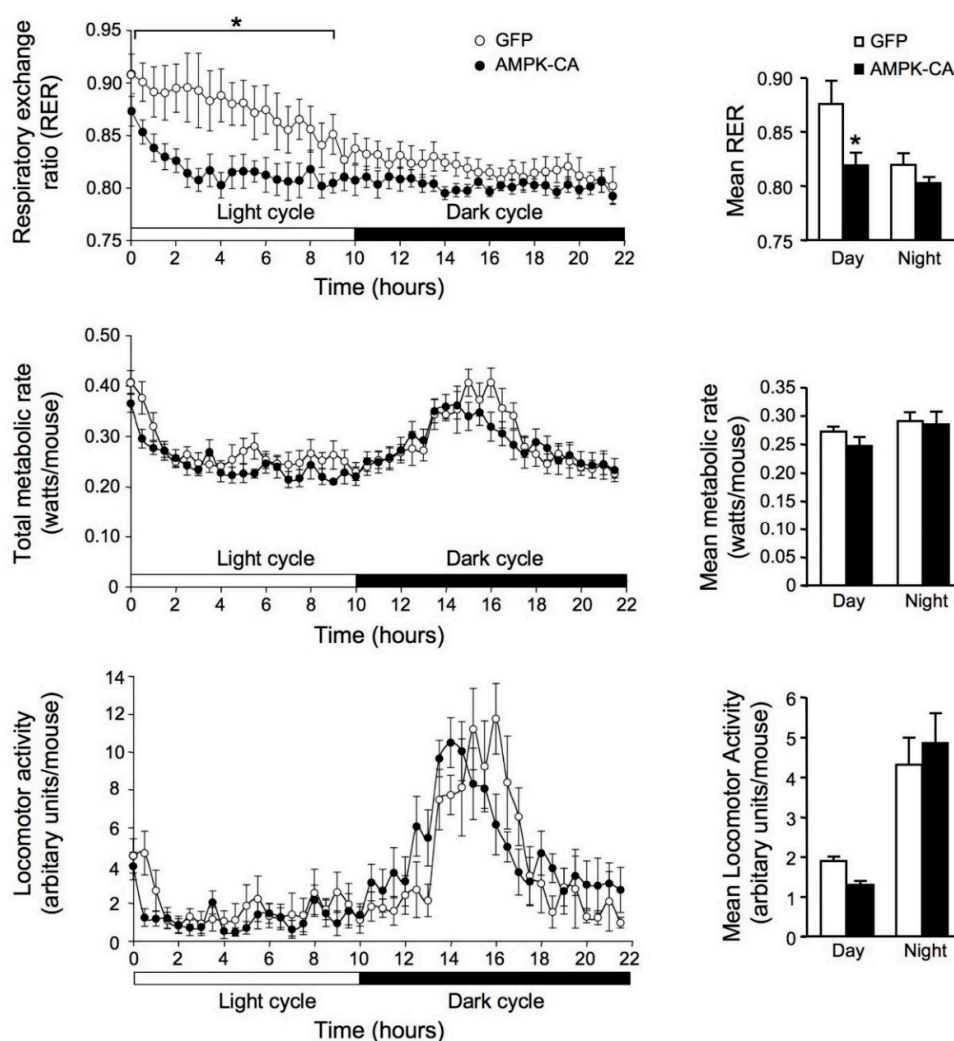 Respiratory exchange
ratio (RER)
0.95
0.90
0.85
0.80
0.75
*
GFP
AMPK-CA
Light cycle
Dark cycle
0 2 4 6 8 10 12 14 16 18 20 22
Time (hours)
Mean RER
0.90
0.85
0.80
0.75
GFP
AMPK-CA
*
Day Night
Total metabolic rate
(watts/mouse)
0.50
0.40
0.30
0.20
0.10
0
Light cycle
Dark cycle
0 2 4 6 8 10 12 14 16 18 20 22
Time (hours)
Mean metabolic rate
(watts/mouse)
0.35
0.30
0.25
0.20
0.15
0.10
0.05
0
Day Night
Locomotor activity
(arbitary units/mouse)
14
12
10
8
6
4
2
0
0 2 4 6 8 10 12 14 16 18 20 22
Light cycle
Dark cycle
Time (hours)
Mean Locomotor Activity
(arbitary units/mouse)
6
5
4
3
2
1
0
Day Night